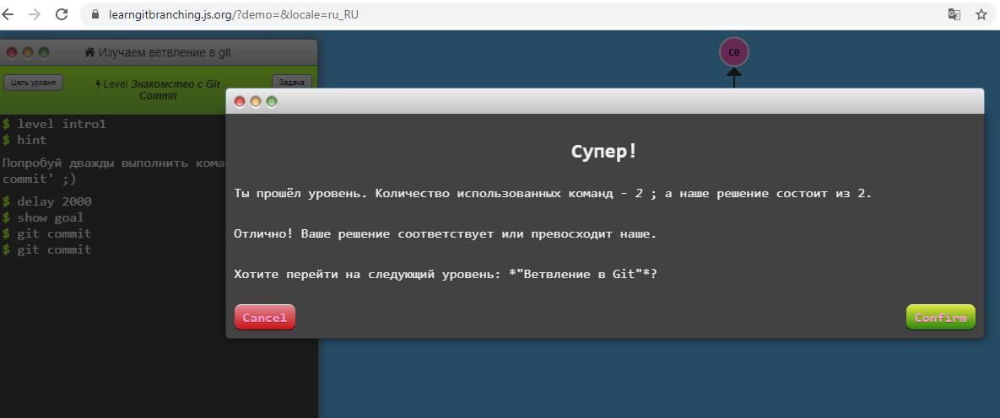 learngitbranching.js.org/?demo=&locale=ru_RU
Изучаем ветвление в git
Цель уровня
Level Знакомство с Git
Commit
Задача
$ level intro1
$ hint
Попробуй дважды выполнить кома
commit' ;)
$ delay 2000
$ show goal
$ git commit
$ git commit
C0
Супер!
Ты прошёл уровень. Количество использованных команд - 2 ; а наше решение состоит из 2.
Отлично! Ваше решение соответствует или превосходит наше.
Хотите перейти на следующий уровень: *"Ветвление в Git"*?
Cancel
Confirm